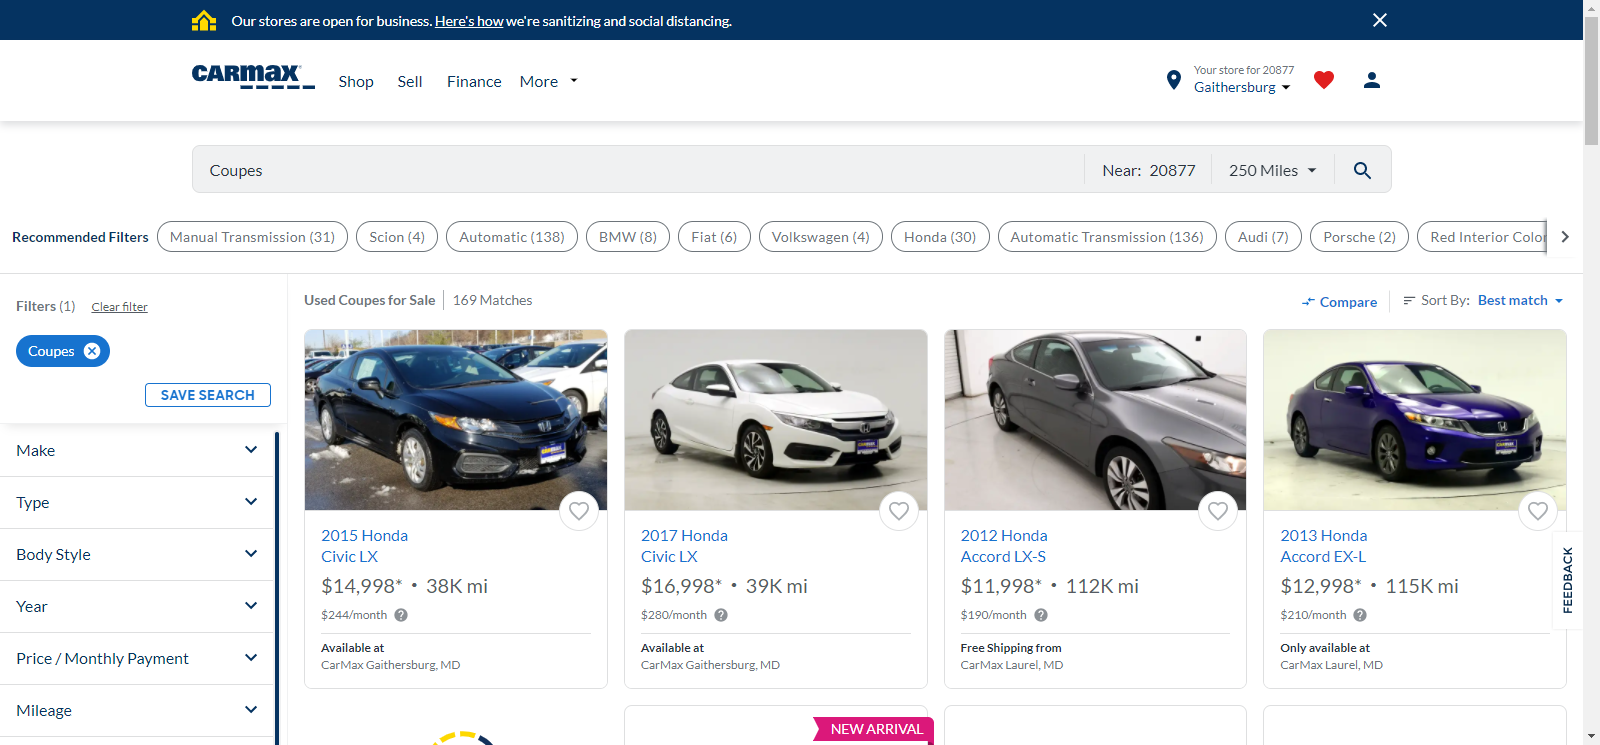 Our stores are open for business. Here's how we're sanitizing and social distancing.
CARMAX
Shop
Sell
Finance
More
Your store for 20877
Gaithersburg
Coupes
Near: 20877
250 Miles
Recommended Filters
Manual Transmission (31)
Scion (4)
Automatic (138)
BMW (8)
Fiat (6)
Volkswagen (4)
Honda (30)
Automatic Transmission (136)
Audi (7)
Porsche (2)
Red Interior Color
Filters (1)
Clear filter
Coupes
SAVE SEARCH
Make
Type
Body Style
Year
Price / Monthly Payment
Mileage
Used Coupes for Sale
169 Matches
Compare
Sort By: Best match
2015 Honda
Civic LX
$14,998* • 38K mi
$244/month
Available at
CarMax Gaithersburg, MD
2017 Honda
Civic LX
$16,998* • 39K mi
$280/month
Available at
CarMax Gaithersburg, MD
2012 Honda
Accord LX-S
$11,998* • 112K mi
$190/month
Free Shipping from
CarMax Laurel, MD
2013 Honda
Accord EX-L
$12,998* • 115K mi
$210/month
Only available at
CarMax Laurel, MD
FEEDBACK
NEW ARRIVAL